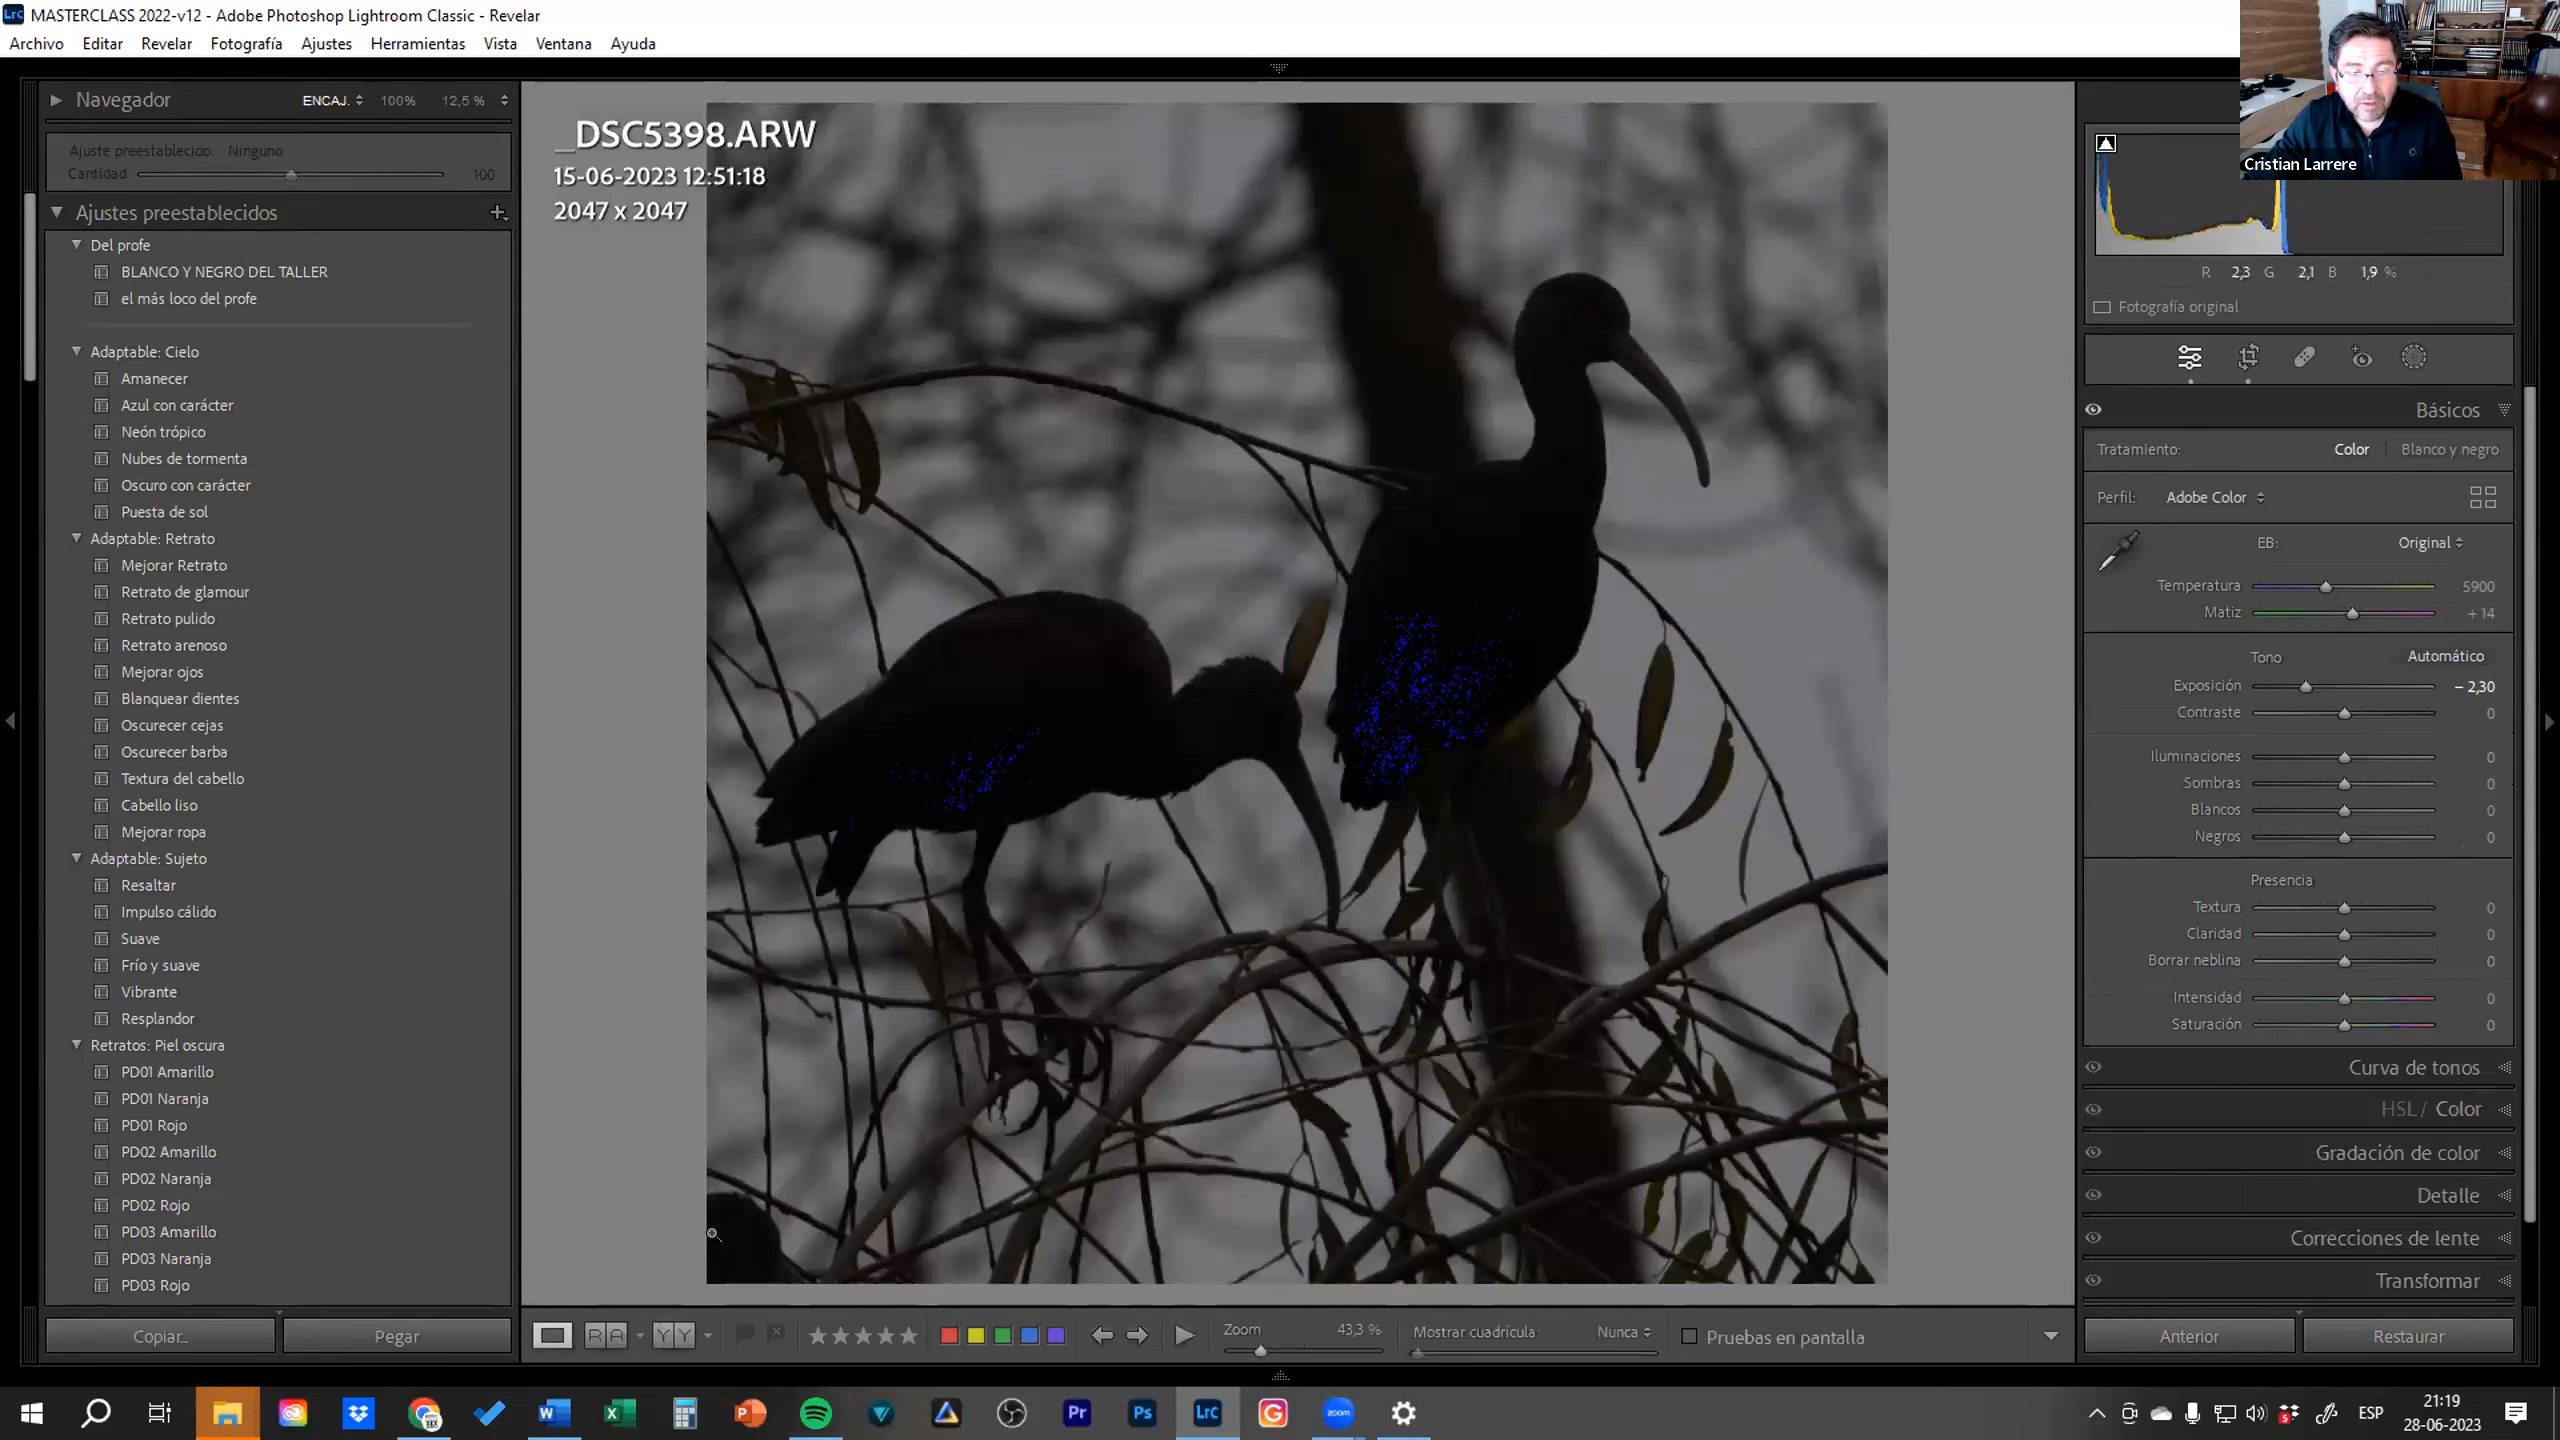 MASTERCLASS 2022-v12 - Adobe Photoshop Lightroom Classic - Revelar
Archivo Editar Revelar Fotografía Ajustes Herramientas Vista Ventana Ayuda
Cristian Larrere
Navegador ENCAJ. 100% 12,5 %
Ajuste preestablecido: Ninguno
Cantidad 100
Ajustes preestablecidos
Del profe
BLANCO Y NEGRO DEL TALLER
el más loco del profe
Adaptable: Cielo
Amanecer
Azul con carácter
Neón trópico
Nubes de tormenta
Oscuro con carácter
Puesta de sol
Adaptable: Retrato
Mejorar Retrato
Retrato de glamour
Retrato pulido
Retrato arenoso
Mejorar ojos
Blanquear dientes
Oscurecer cejas
Oscurecer barba
Textura del cabello
Cabello liso
Mejorar ropa
Adaptable: Sujeto
Resaltar
Impulso cálido
Suave
Frío y suave
Vibrante
Resplandor
Retratos: Piel oscura
PD01 Amarillo
PD01 Naranja
PD01 Rojo
PD02 Amarillo
PD02 Naranja
PD02 Rojo
PD03 Amarillo
PD03 Naranja
PD03 Rojo
Copiar... Pegar
_DSC5398.ARW
15-06-2023 12:51:18
2047 x 2047
R 2,3 G 2,1 B 1,9 %
Fotografía original
Básicos
Tratamiento: Color Blanco y negro
Perfil: Adobe Color
EB: Original
Temperatura 5900
Matiz + 14
Tono Automático
Exposición – 2,30
Contraste 0
Iluminaciones 0
Sombras 0
Blancos 0
Negros 0
Presencia
Textura 0
Claridad 0
Borrar neblina 0
Intensidad 0
Saturación 0
Curva de tonos
HSL / Color
Gradación de color
Detalle
Correcciones de lente
Transformar
Anterior Restaurar
RA YY Zoom 43,3 % Mostrar cuadrícula: Nunca Pruebas en pantalla
W X P Pr Ps LrC G zoom
ESP 21:19
28-06-2023